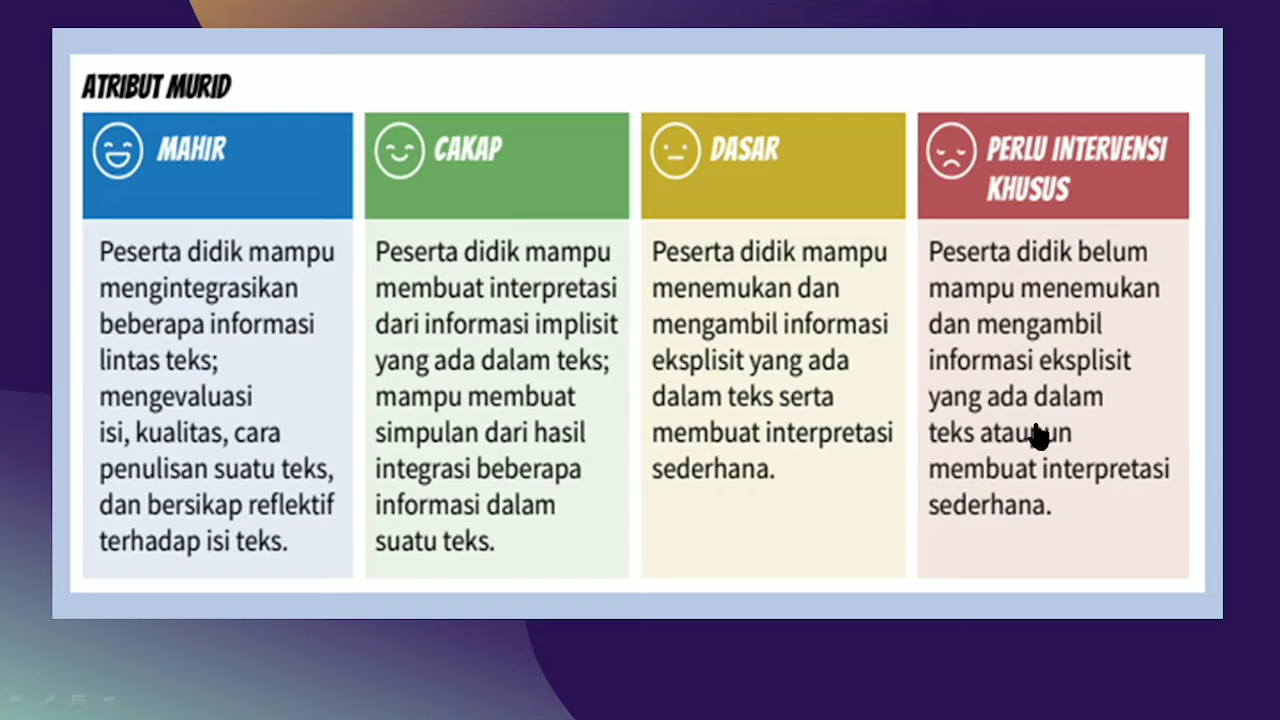 ATRIBUT MURID
MAHIR
Peserta didik mampu
mengintegrasikan
beberapa informasi
lintas teks;
mengevaluasi
isi, kualitas, cara
penulisan suatu teks,
dan bersikap reflektif
terhadap isi teks.
CAKAP
Peserta didik mampu
membuat interpretasi
dari informasi implisit
yang ada dalam teks;
mampu membuat
simpulan dari hasil
integrasi beberapa
informasi dalam
suatu teks.
DASAR
Peserta didik mampu
menemukan dan
mengambil informasi
eksplisit yang ada
dalam teks serta
membuat interpretasi
sederhana.
PERLU INTERVENSI
KHUSUS
Peserta didik belum
mampu menemukan
dan mengambil
informasi eksplisit
yang ada dalam
teks ataupun
membuat interpretasi
sederhana.